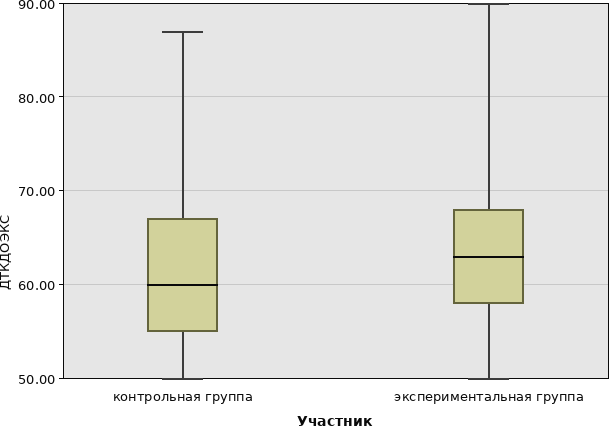 90.00
80.00
70.00
60.00
50.00
ДТКДОЭКС
контрольная группа
экспериментальная группа
Участник